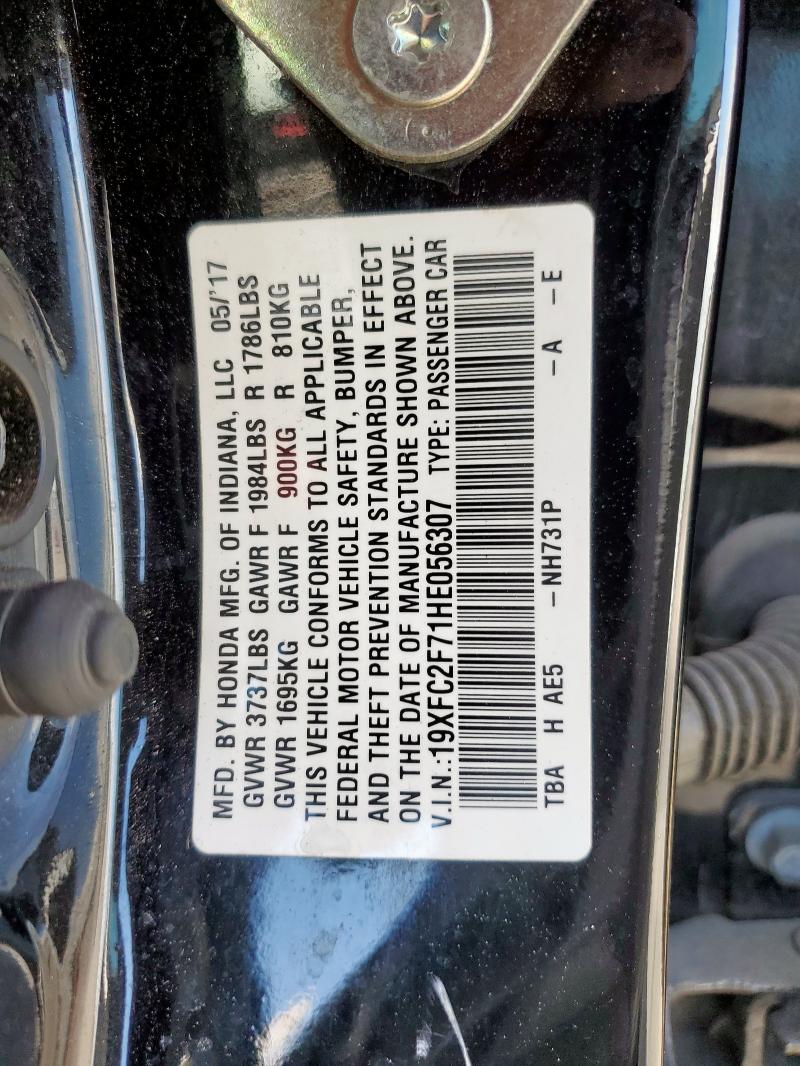 MFD. BY HONDA MFG. OF INDIANA, LLC 05/'17
GVWR 3737LBS GAWR F 1984LBS R 1786LBS
GVWR 1695KG GAWR F 900KG R 810KG
THIS VEHICLE CONFORMS TO ALL APPLICABLE
FEDERAL MOTOR VEHICLE SAFETY, BUMPER,
AND THEFT PREVENTION STANDARDS IN EFFECT
ON THE DATE OF MANUFACTURE SHOWN ABOVE.
V.I.N.:19XFC2F71HE056307 TYPE: PASSENGER CAR
TBA H AE5 -NH731P -A -E